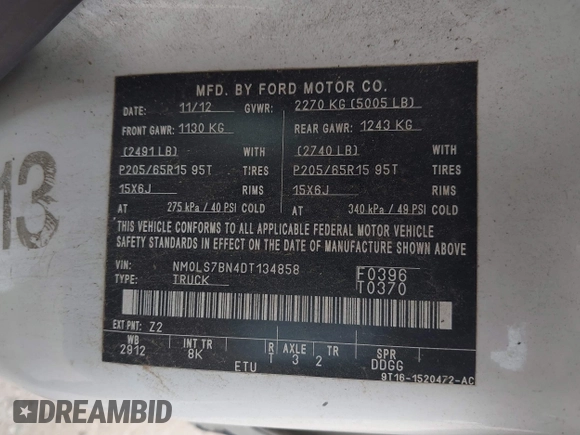 MFD. BY FORD MOTOR CO.
DATE: 11/12 GVWR: 2270 KG (5005 LB)
FRONT GAWR: 1130 KG REAR GAWR: 1243 KG
(2491 LB) WITH (2740 LB) WITH
P205/65R15 95T TIRES P205/65R15 95T TIRES
15X6J RIMS 15X6J RIMS
AT 275 kPa / 40 PSI COLD AT 340 kPa / 49 PSI COLD
THIS VEHICLE CONFORMS TO ALL APPLICABLE FEDERAL MOTOR VEHICLE
SAFETY STANDARDS IN EFFECT ON THE DATE OF MANUFACTURE SHOWN ABOVE.
VIN: NM0LS7BN4DT134858 F0396
TYPE: TRUCK T0370
EXT PNT: Z2
WB INT TR R AXLE TR SPR
2912 8K T 3 2 DDGG
ETU 9T16-1520472-AC
13
DREAMBID